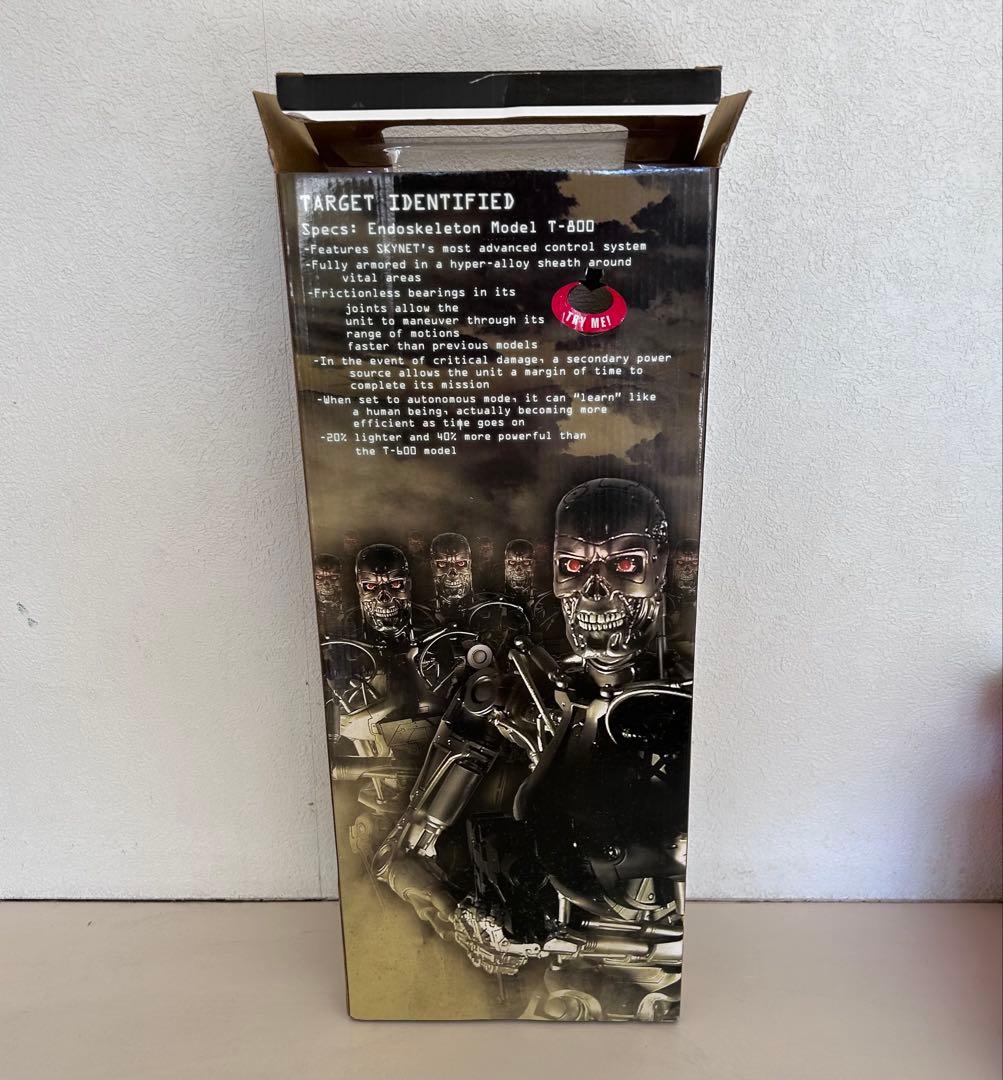 TARGET IDENTIFIED
Specs: Endoskeleton Model T-800
-Features SKYNET's most advanced control system
-Fully armored in a hyper-alloy sheath around
vital areas
-Frictionless bearings in its
joints allow the
unit to maneuver through its
range of motions
faster than previous models
TRY ME!
-In the event of critical damage, a secondary power
source allows the unit a margin of time to
complete its mission
-When set to autonomous mode, it can "learn" like
a human being, actually becoming more
efficient as time goes on
-20% lighter and 40% more powerful than
the T-600 model